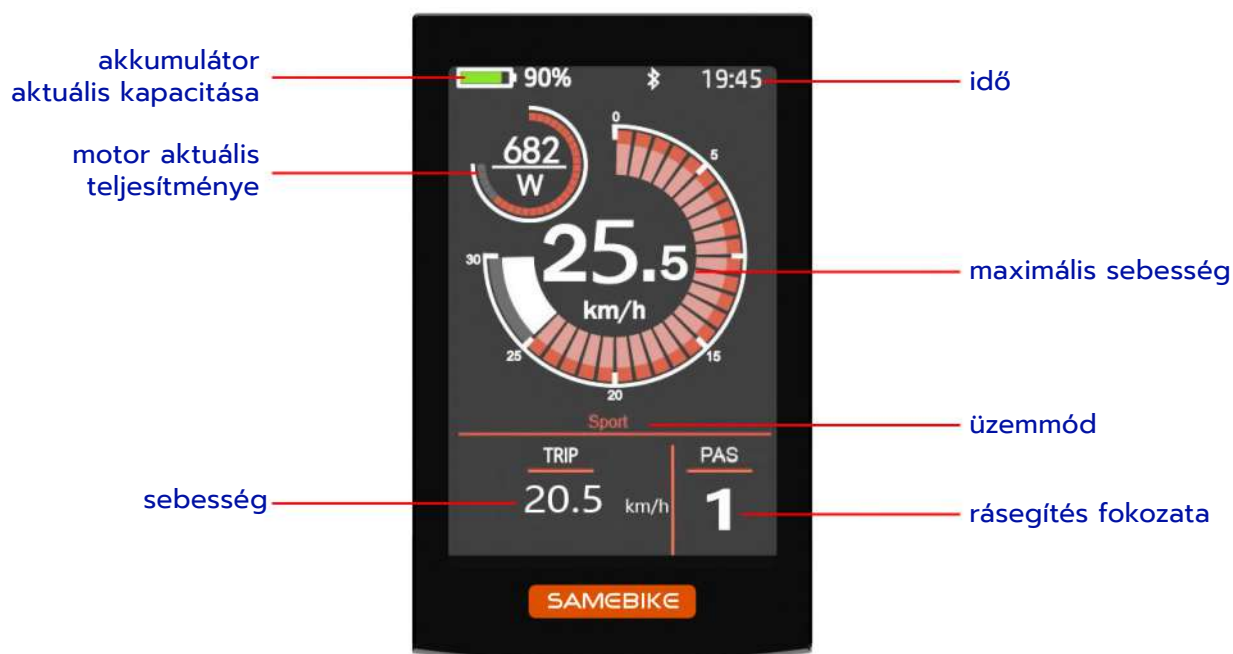 akkumulátor
aktuális kapacitása
90%
19:45
idő
motor aktuális
teljesítménye
682
W
0
5
25.5
km/h
maximális sebesség
30
25
20
15
Sport
üzemmód
TRIP
PAS
sebesség
20.5 km/h
1
rásegítés fokozata
SAMEBIKE